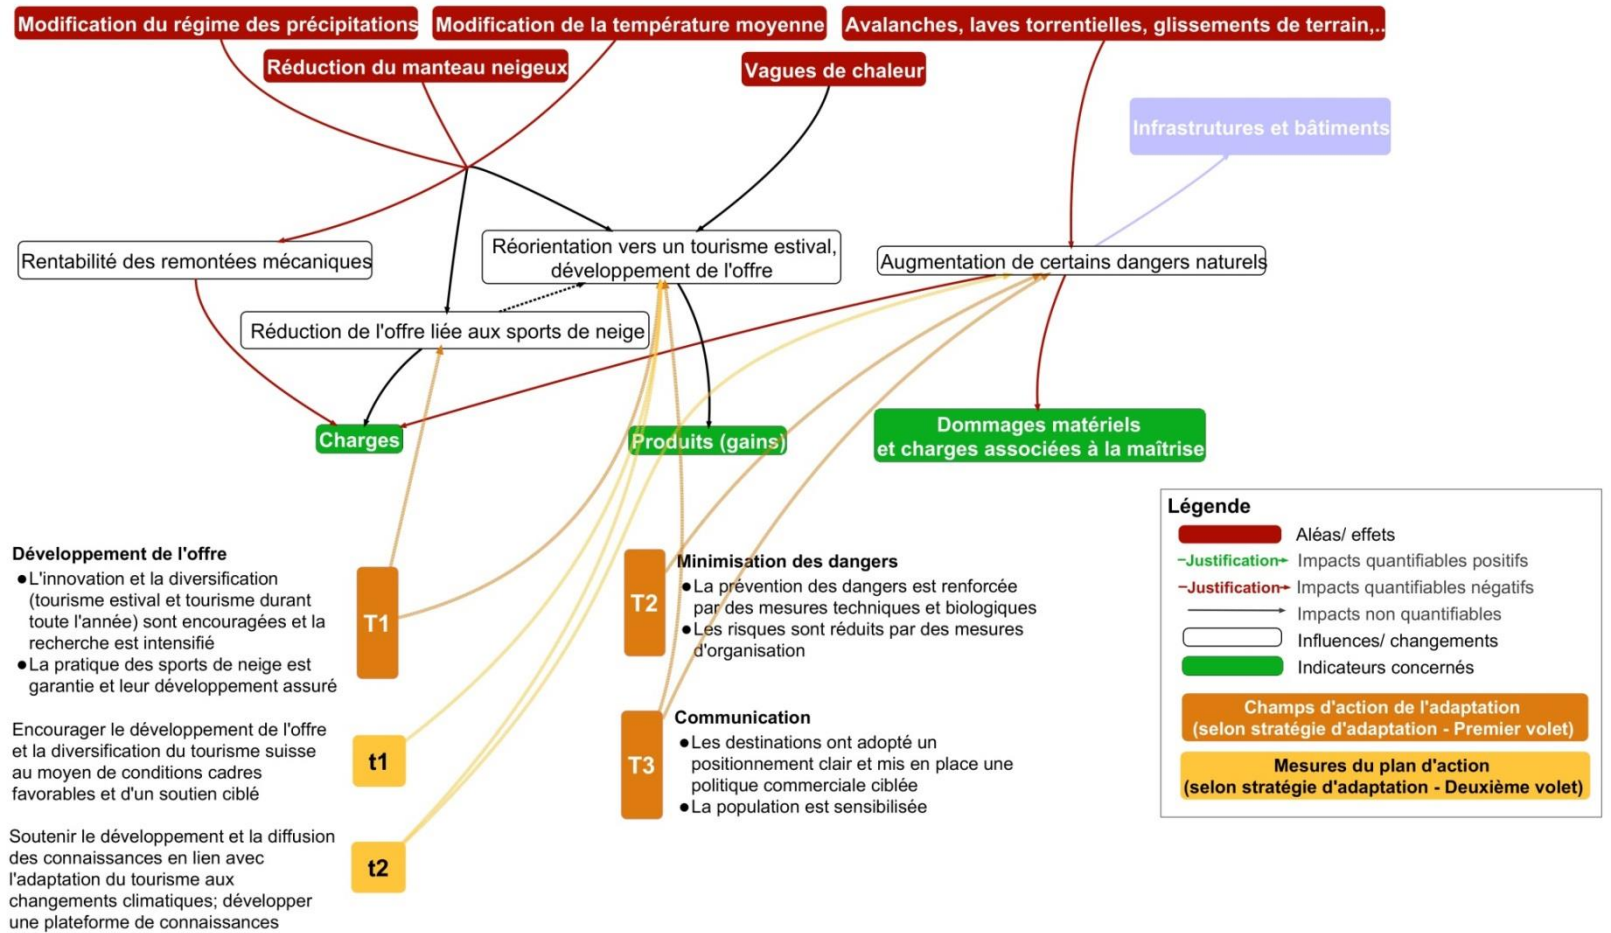 Modification du régime des précipitations
Modification de la température moyenne
Avalanches, laves torrentielles, glissements de terrain,..
Réduction du manteau neigeux
Vagues de chaleur
Infrastrutures et bâtiments
Rentabilité des remontées mécaniques
Réorientation vers un tourisme estival,
développement de l'offre
Augmentation de certains dangers naturels
Réduction de l'offre liée aux sports de neige
Charges
Produits (gains)
Dommages matériels
et charges associées à la maîtrise
Développement de l'offre
●L'innovation et la diversification
(tourisme estival et tourisme durant
toute l'année) sont encouragées et la
recherche est intensifié
●La pratique des sports de neige est
garantie et leur développement assuré
T1
Encourager le développement de l'offre
et la diversification du tourisme suisse
au moyen de conditions cadres
favorables et d'un soutien ciblé
t1
Soutenir le développement et la diffusion
des connaissances en lien avec
l'adaptation du tourisme aux
changements climatiques; développer
une plateforme de connaissances
t2
T2
Minimisation des dangers
●La prévention des dangers est renforcée
par des mesures techniques et biologiques
●Les risques sont réduits par des mesures
d'organisation
T3
Communication
●Les destinations ont adopté un
positionnement clair et mis en place une
politique commerciale ciblée
●La population est sensibilisée
Légende
Aléas/ effets
Justification Impacts quantifiables positifs
Justification Impacts quantifiables négatifs
Impacts non quantifiables
Influences/ changements
Indicateurs concernés
Champs d'action de l'adaptation
(selon stratégie d'adaptation - Premier volet)
Mesures du plan d'action
(selon stratégie d'adaptation - Deuxième volet)